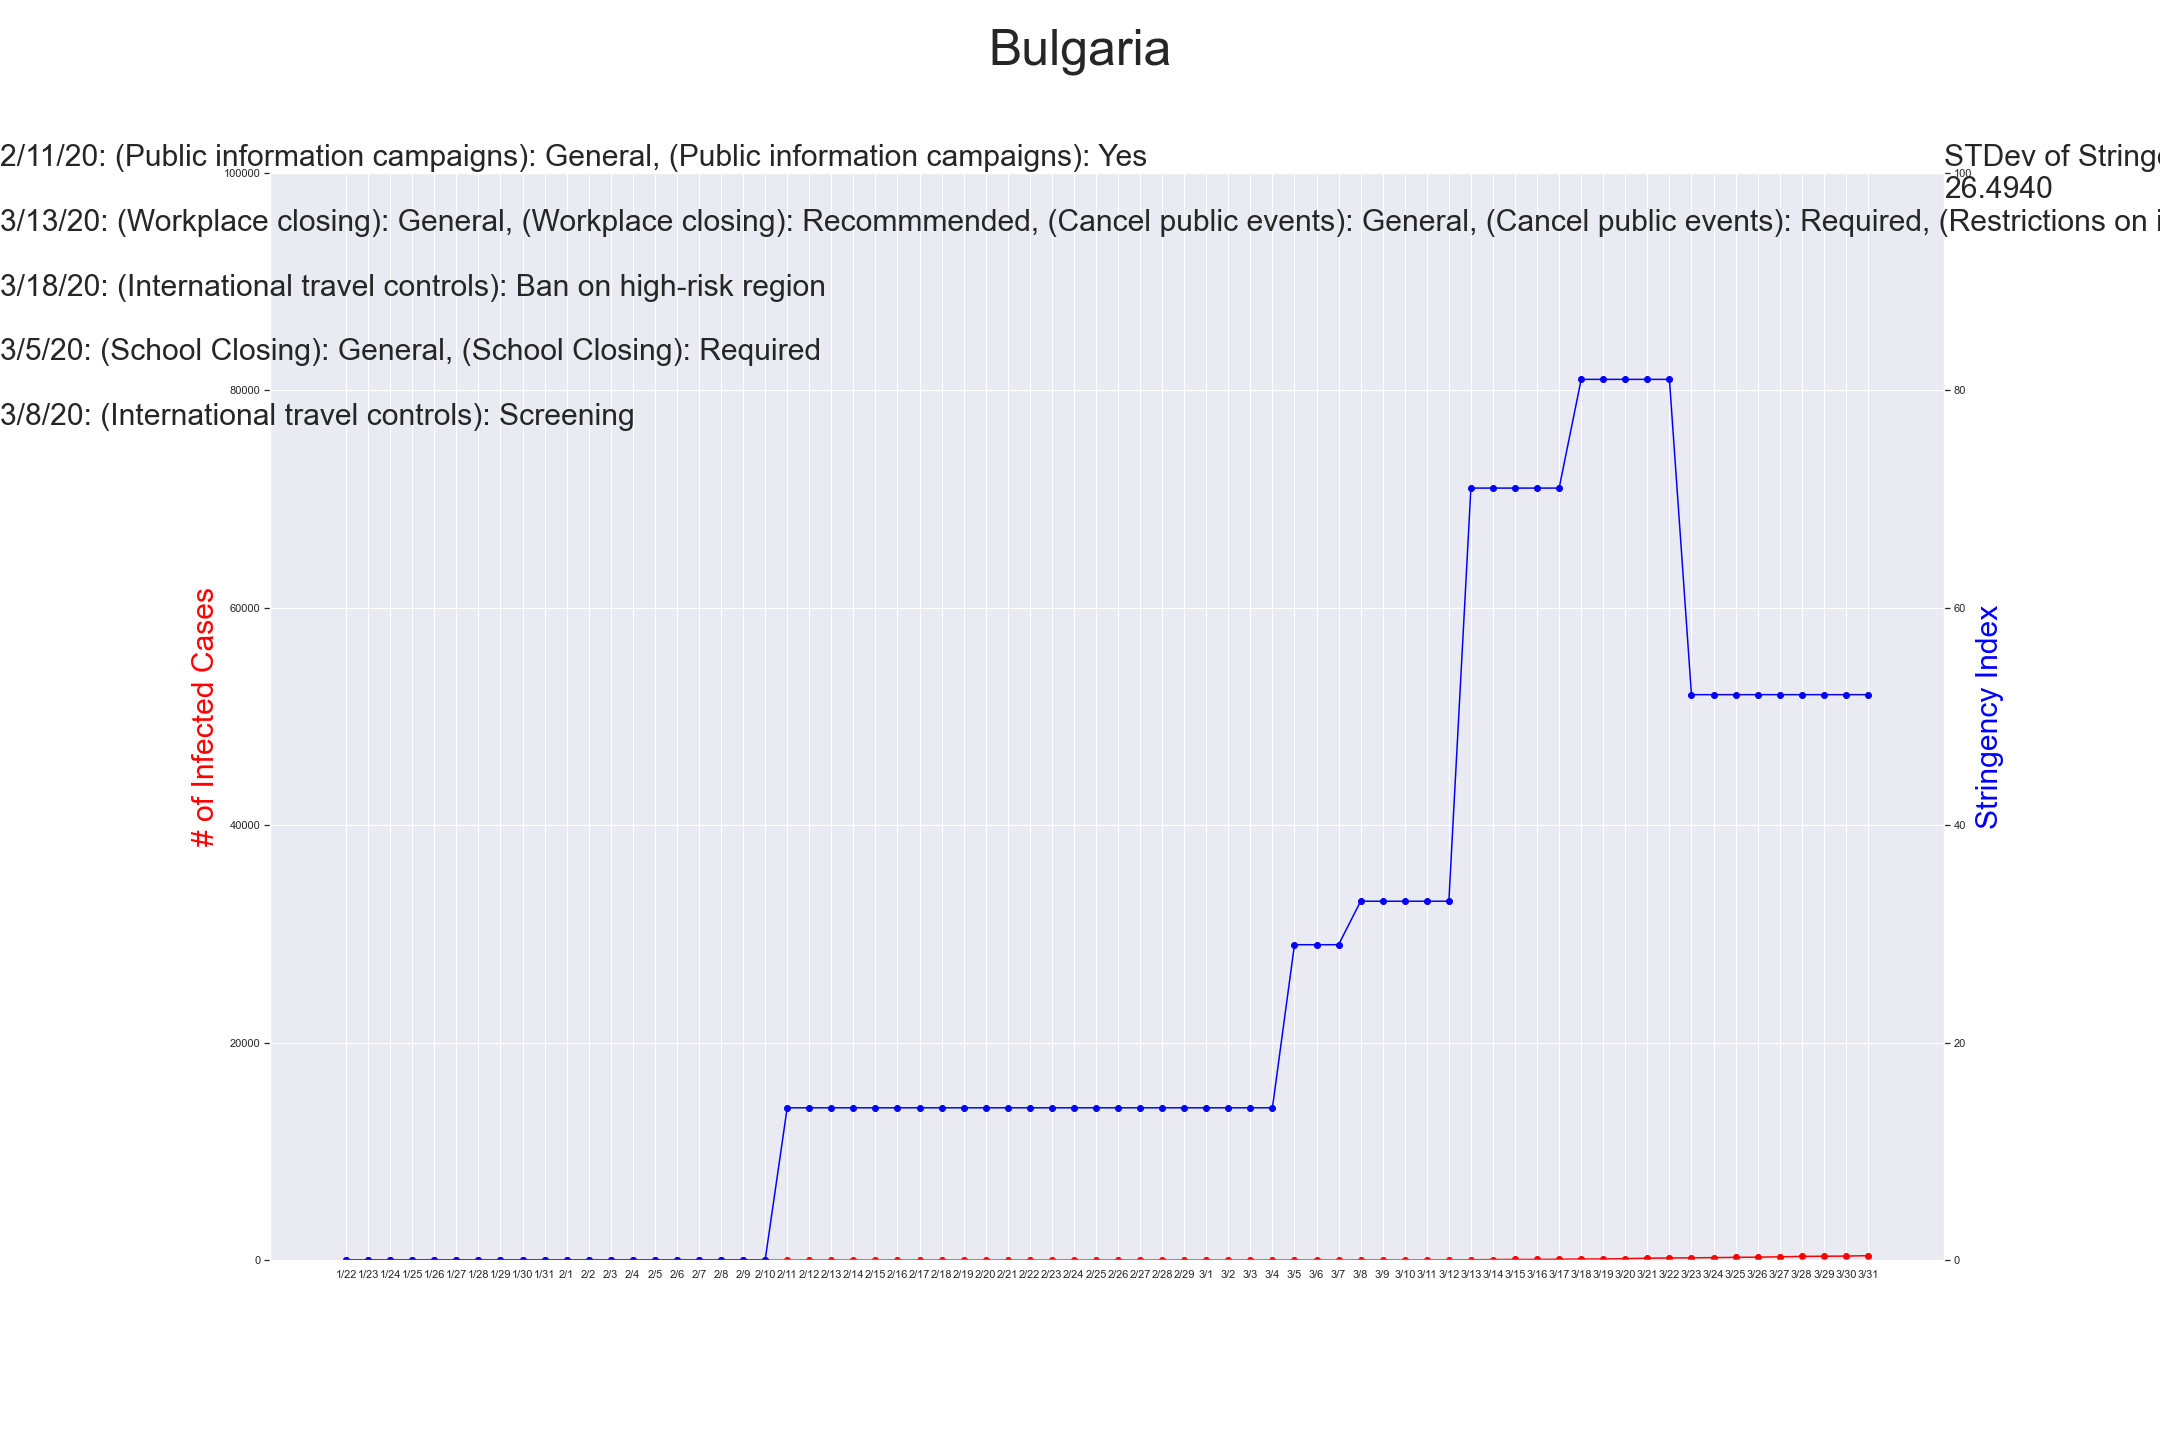 Bulgaria
2/11/20: (Public information campaigns): General, (Public information campaigns): Yes
STDev of Stringe
26.4940
3/13/20: (Workplace closing): General, (Workplace closing): Recommmended, (Cancel public events): General, (Cancel public events): Required, (Restrictions on i
3/18/20: (International travel controls): Ban on high-risk region
3/5/20: (School Closing): General, (School Closing): Required
3/8/20: (International travel controls): Screening
# of Infected Cases
100000
80000
60000
40000
20000
0
100
80
60
40
20
0
Stringency Index
1/22 1/23 1/24 1/25 1/26 1/27 1/28 1/29 1/30 1/31 2/1 2/2 2/3 2/4 2/5 2/6 2/7 2/8 2/9 2/10 2/11 2/12 2/13 2/14 2/15 2/16 2/17 2/18 2/19 2/20 2/21 2/22 2/23 2/24 2/25 2/26 2/27 2/28 2/29 3/1 3/2 3/3 3/4 3/5 3/6 3/7 3/8 3/9 3/10 3/11 3/12 3/13 3/14 3/15 3/16 3/17 3/18 3/19 3/20 3/21 3/22 3/23 3/24 3/25 3/26 3/27 3/28 3/29 3/30 3/31